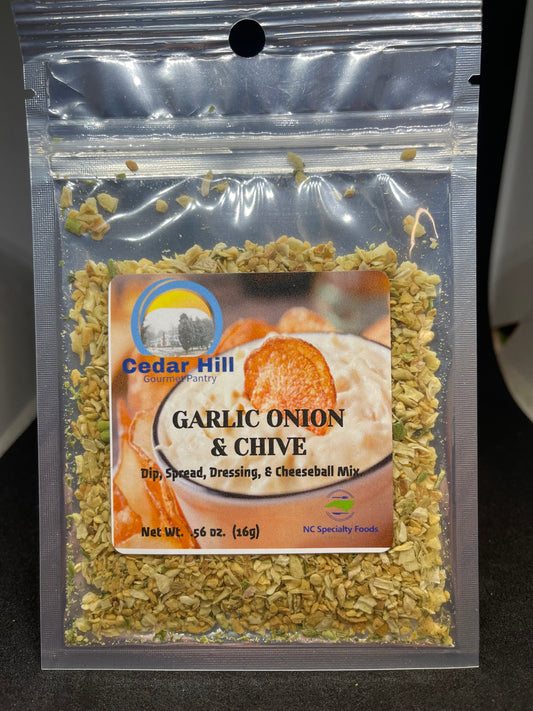 Cedar Hill
Gourmet Pantry
GARLIC ONION
& CHIVE
Dip, Spread, Dressing, & Cheeseball Mix
Net Wt. .56 oz. (16g)
NC Specialty Foods